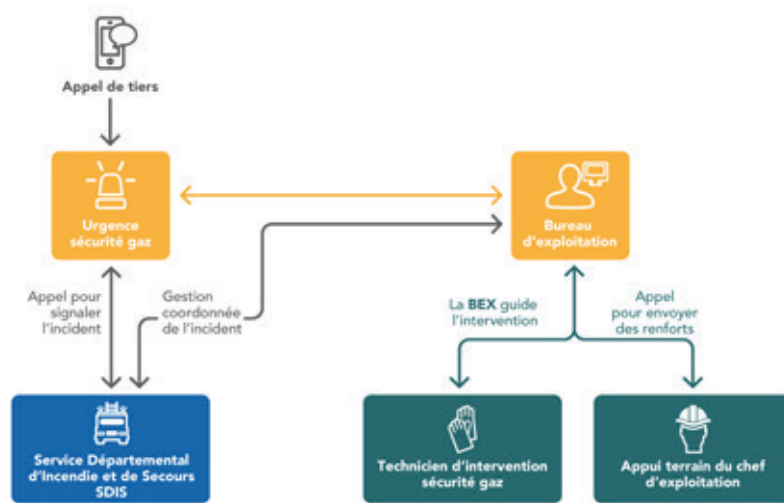 Appel de tiers
Urgence
sécurité gaz
Bureau
d'exploitation
Appel pour
signaler
l'incident
Gestion
coordonnée
de l'incident
La BEX guide
l'intervention
Appel
pour envoyer
des renforts
Service Départemental
d'Incendie et de Secours
SDIS
Technicien d'intervention
sécurité gaz
Appui terrain du chef
d'exploitation